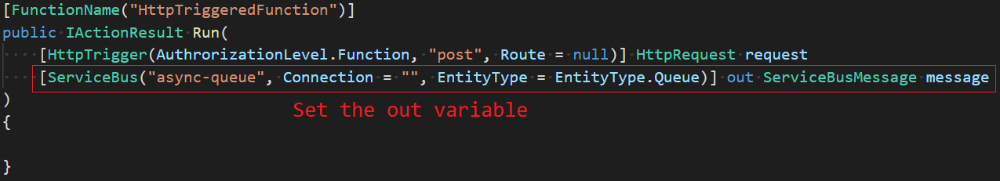 [FunctionName("HttpTriggeredFunction")]
public IActionResult Run(
[HttpTrigger(AuthrorizationLevel.Function, "post", Route = null)] HttpRequest request
[ServiceBus("async-queue", Connection = "", EntityType = EntityType.Queue)] out ServiceBusMessage message
)
Set the out variable
{
}